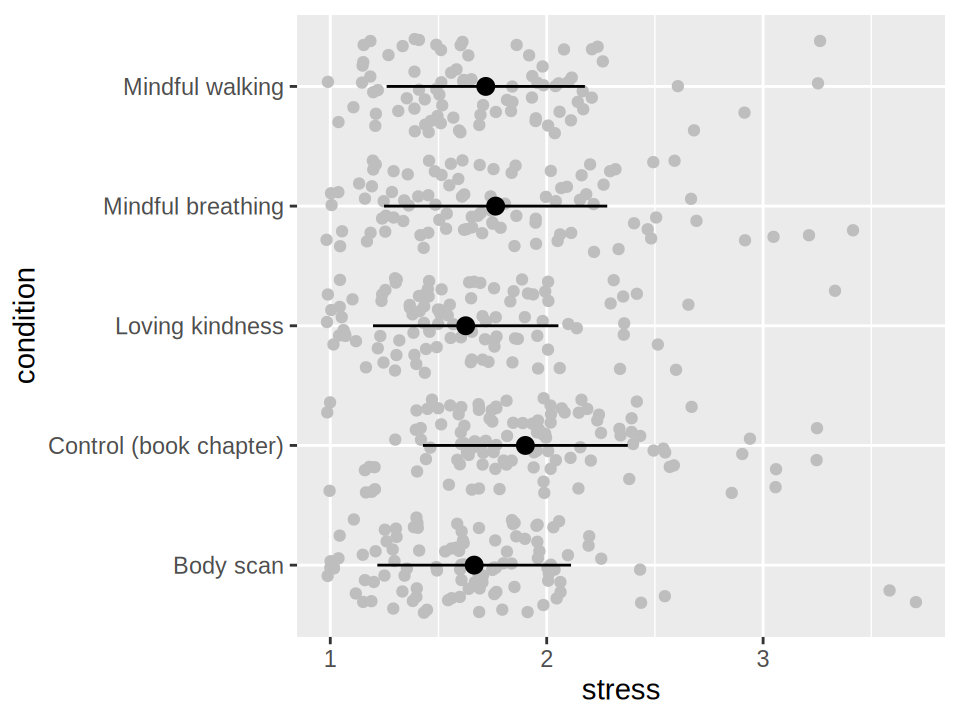 Mindful walking
Mindful breathing
Loving kindness
Control (book chapter)
Body scan
condition
1 2 3
stress